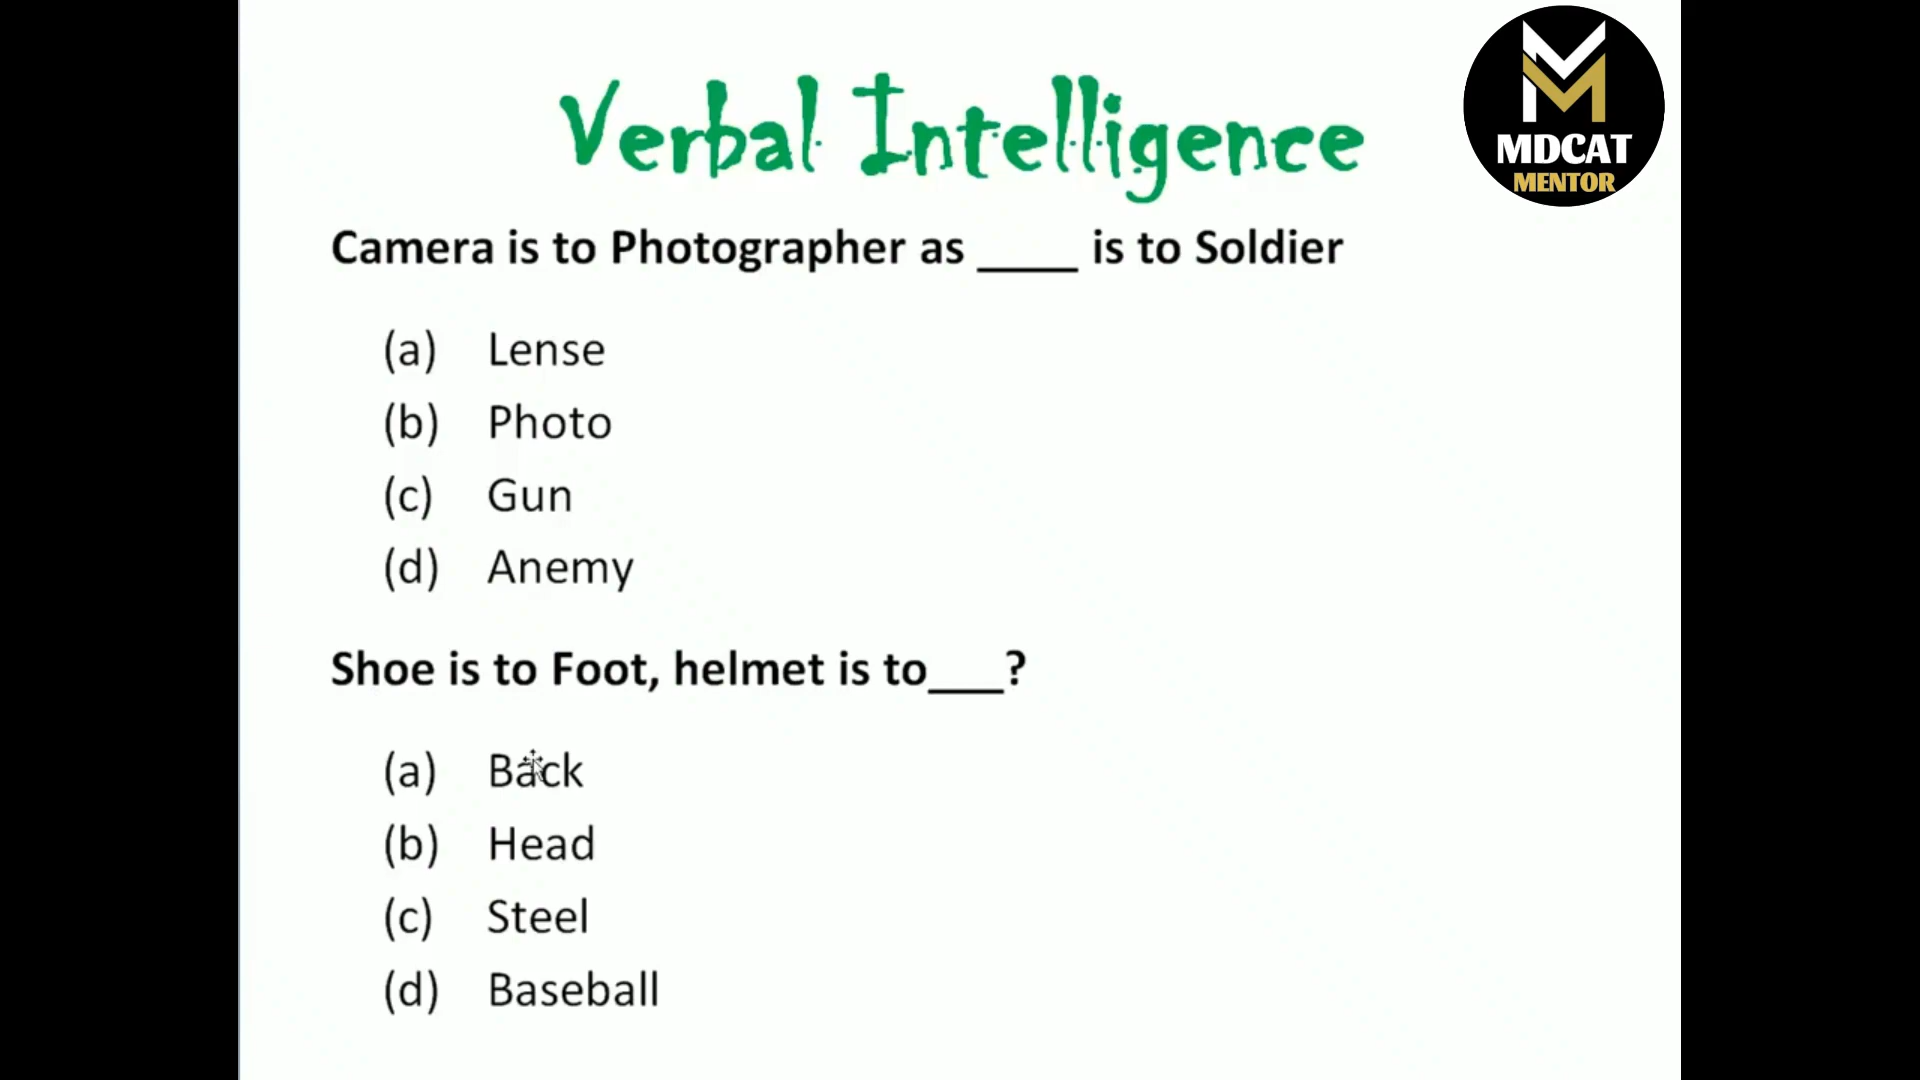 Verbal Intelligence
MDCAT
MENTOR
Camera is to Photographer as ____ is to Soldier
(a) Lense
(b) Photo
(c) Gun
(d) Anemy
Shoe is to Foot, helmet is to___?
(a) Back
(b) Head
(c) Steel
(d) Baseball